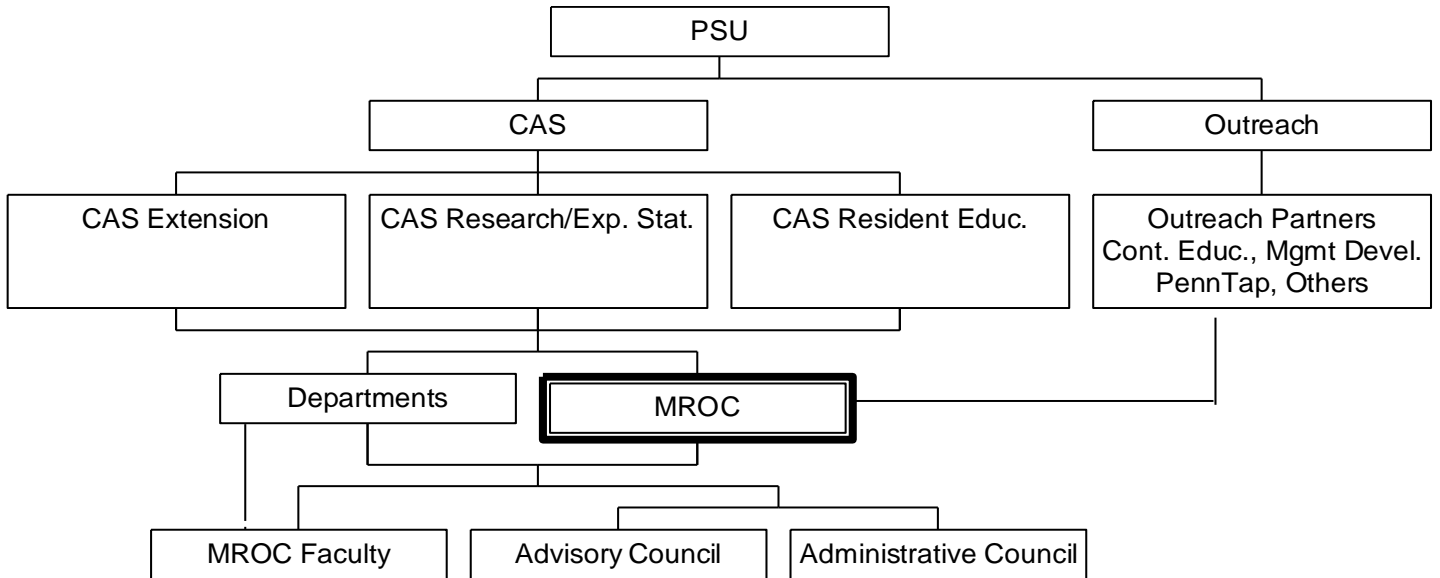 PSU
CAS
Outreach
CAS Extension
CAS Research/Exp. Stat.
CAS Resident Educ.
Outreach Partners
Cont. Educ., Mgmt Devel.
PennTap, Others
Departments
MROC
MROC Faculty
Advisory Council
Administrative Council